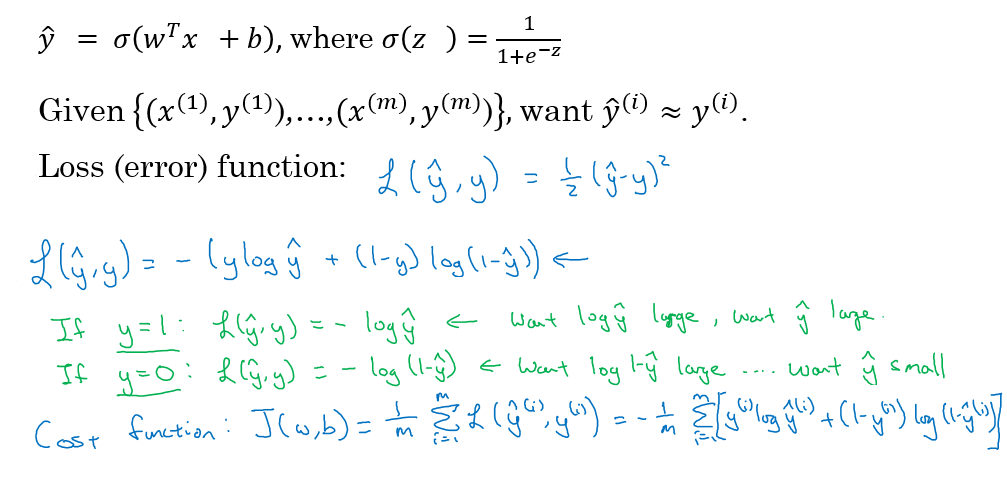 ŷ = σ(wᵀx + b), where σ(z) = 1/(1+e⁻ᶻ)
Given {(x⁽¹⁾, y⁽¹⁾),...,(x⁽ᵐ⁾, y⁽ᵐ⁾)}, want ŷ⁽ⁱ⁾ ≈ y⁽ⁱ⁾.
Loss (error) function: ℒ(ŷ,y) = ½(ŷ-y)²
ℒ(ŷ,y) = - (y log ŷ + (1-y) log(1-ŷ)) ←
If y=1: ℒ(ŷ,y) = - log ŷ ← Want log ŷ large, want ŷ large.
If y=0: ℒ(ŷ,y) = - log (1-ŷ) ← Want log 1-ŷ large .... want ŷ small
Cost function: J(w,b) = 1/m ∑ᵢ₌₁ᵐ ℒ(ŷ⁽ⁱ⁾, y⁽ⁱ⁾) = - 1/m ∑ᵢ₌₁ᵐ [y⁽ⁱ⁾ log ŷ⁽ⁱ⁾ + (1-y⁽ⁱ⁾) log (1-ŷ⁽ⁱ⁾)]